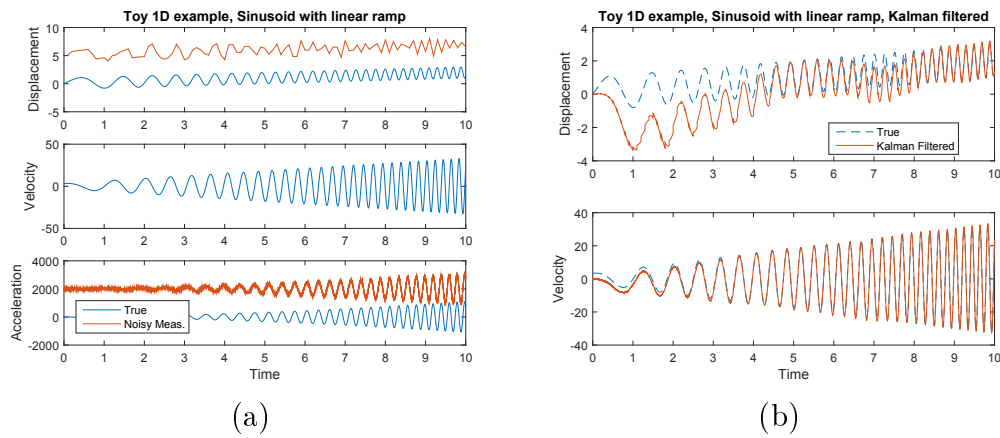 Toy 1D example, Sinusoid with linear ramp
Displacement
10
5
0
-5
0 1 2 3 4 5 6 7 8 9 10
Velocity
50
0
-50
0 1 2 3 4 5 6 7 8 9 10
Acceleration
4000
2000
0
-2000
True
Noisy Meas.
0 1 2 3 4 5 6 7 8 9 10
Time
(a)
Toy 1D example, Sinusoid with linear ramp, Kalman filtered
Displacement
4
2
0
-2
-4
True
Kalman Filtered
0 1 2 3 4 5 6 7 8 9 10
Velocity
40
20
0
-20
-40
0 1 2 3 4 5 6 7 8 9 10
Time
(b)